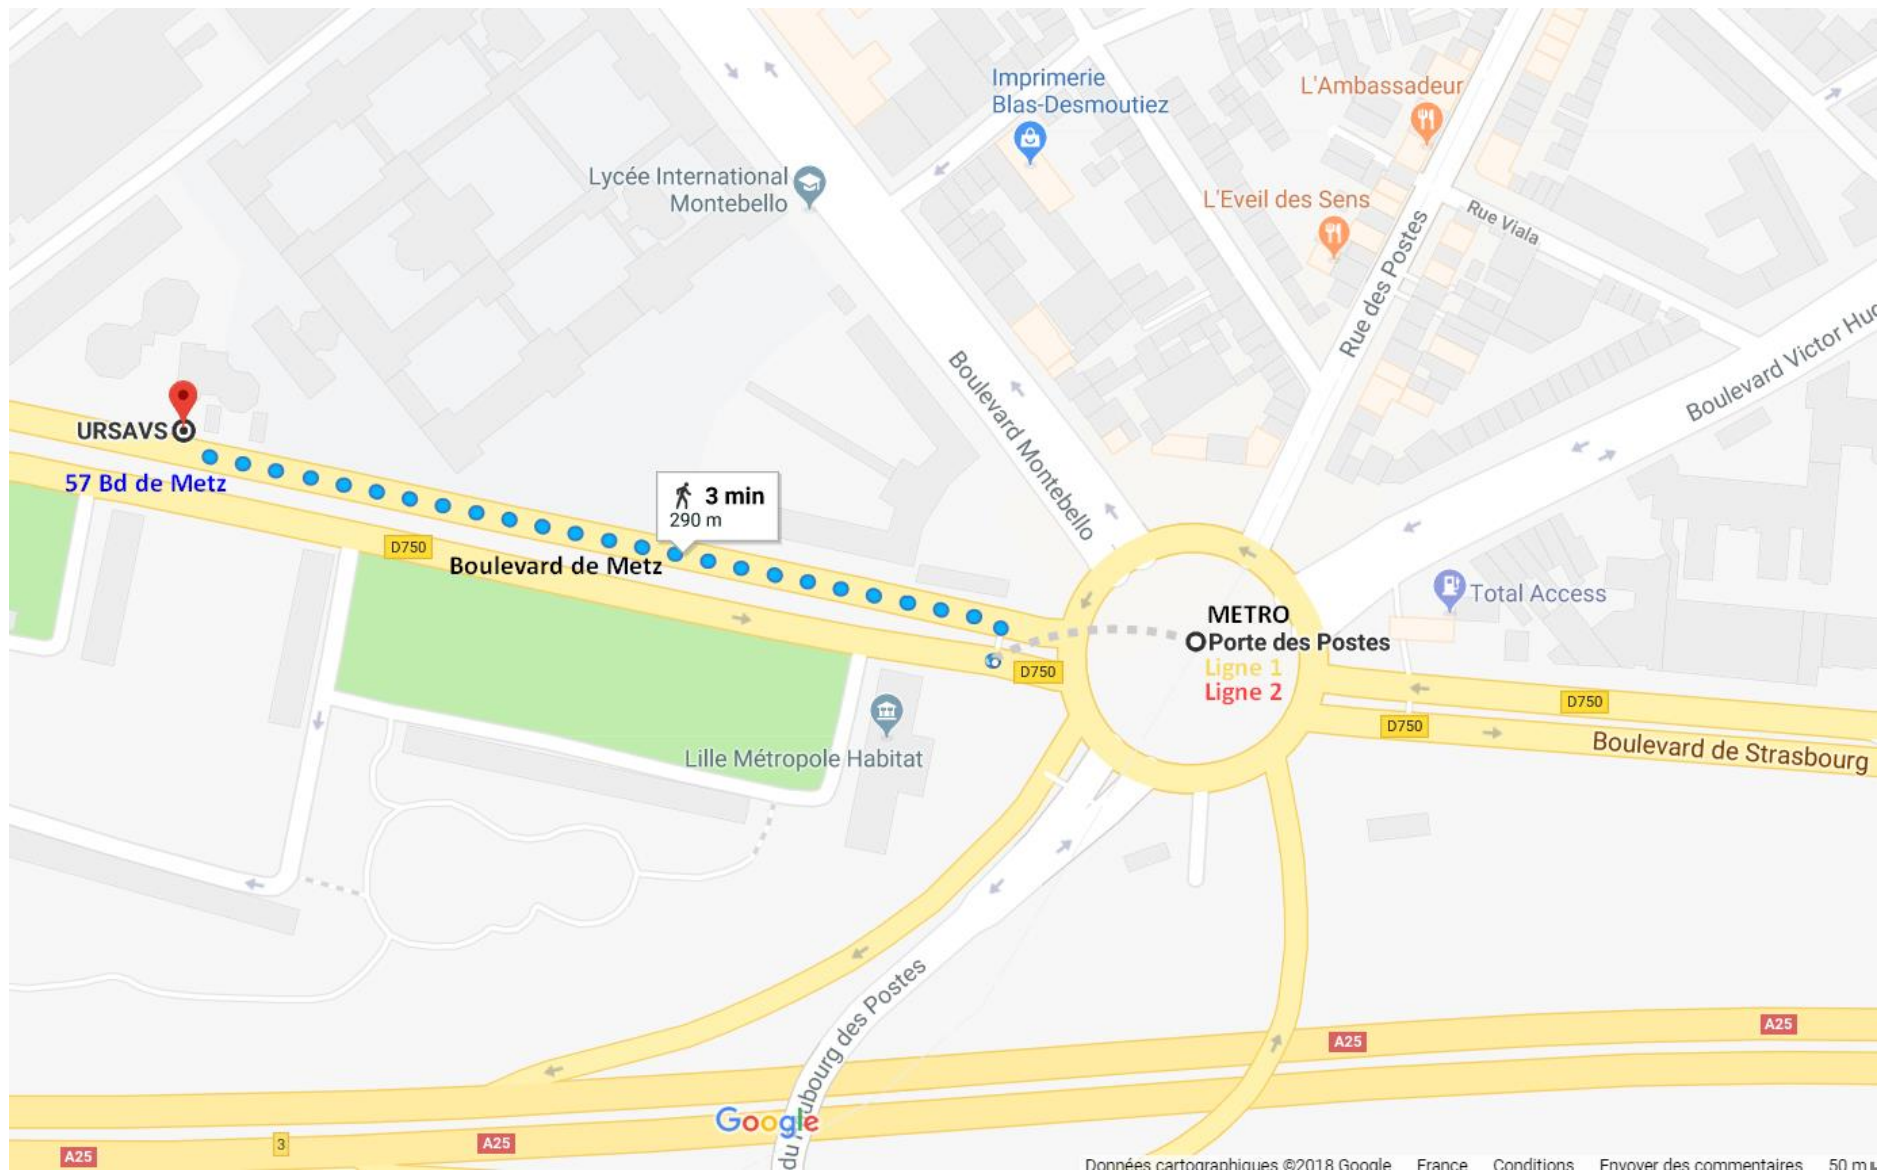 Imprimerie
Blas-Desmoutiez
L'Ambassadeur
Lycée International
Montebello
L'Eveil des Sens
Rue Viala
Rue des Postes
Boulevard Victor Hug
Boulevard Montebello
URSAVS
57 Bd de Metz
3 min
290 m
D750
Boulevard de Metz
METRO
Porte des Postes
Ligne 1
Ligne 2
Total Access
D750
D750
D750
Boulevard de Strasbourg
Lille Métropole Habitat
du Faubourg des Postes
A25
A25
A25
A25
3
Google
Données cartographiques ©2018 Google France Conditions Envoyer des commentaires 50 m